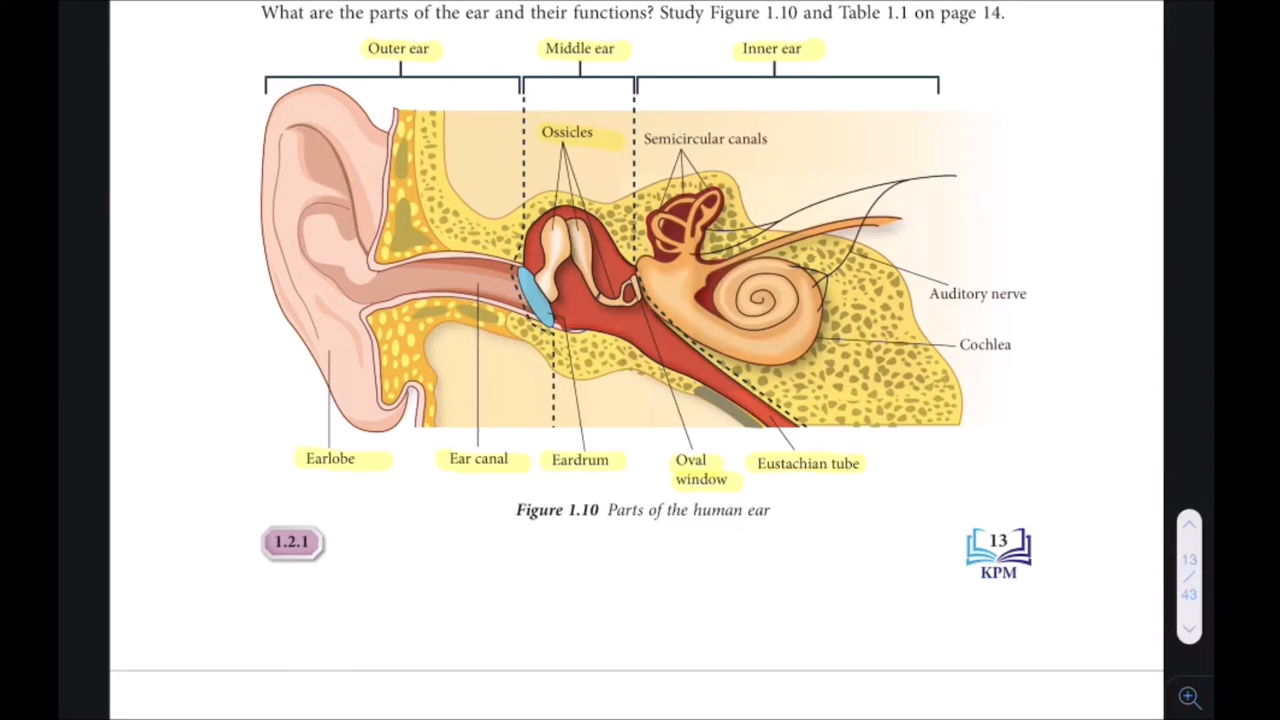 What are the parts of the ear and their functions? Study Figure 1.10 and Table 1.1 on page 14.
Outer ear
Middle ear
Inner ear
Ossicles
Semicircular canals
Auditory nerve
Cochlea
Earlobe
Ear canal
Eardrum
Oval
window
Eustachian tube
Figure 1.10 Parts of the human ear
1.2.1
13
KPM
13
/
43